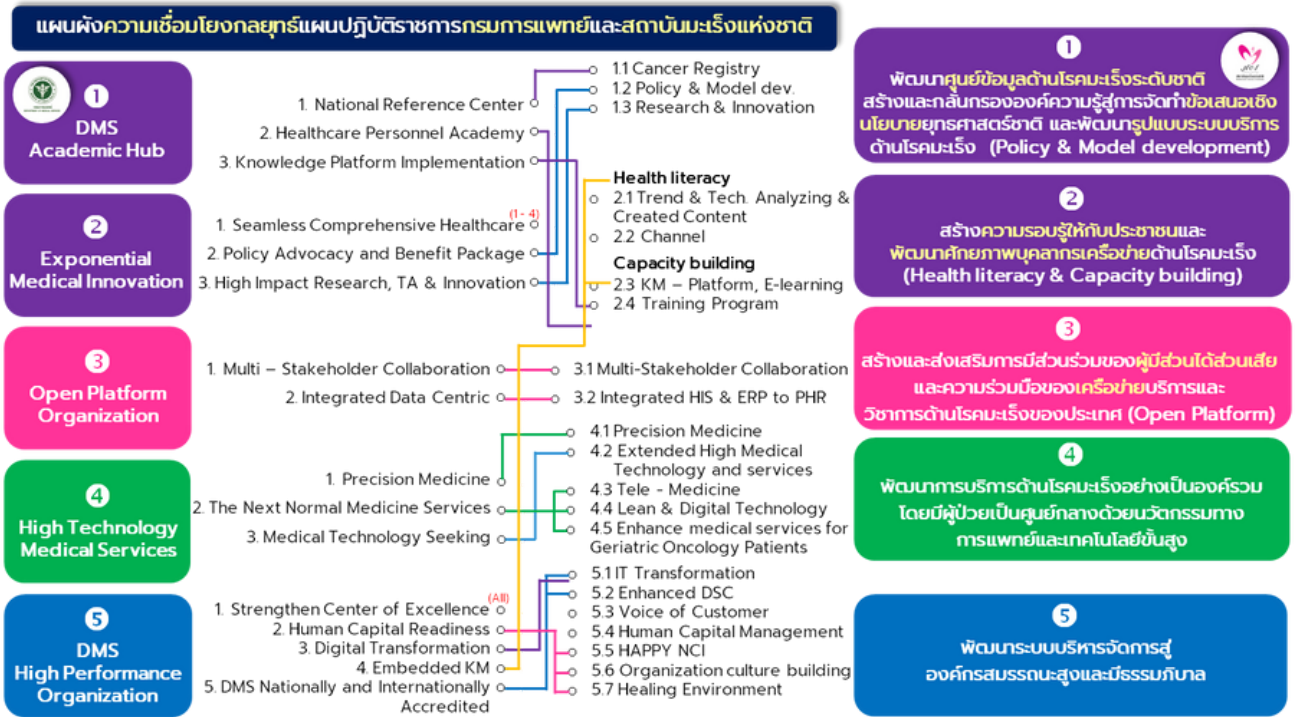 แผนผังความเชื่อมโยงกลยุทธ์แผนปฏิบัติราชการกรมการแพทย์และสถาบันมะเร็งแห่งชาติ
1
DMS
Academic Hub
2
Exponential
Medical Innovation
3
Open Platform
Organization
4
High Technology
Medical Services
5
DMS
High Performance
Organization
1. National Reference Center
2. Healthcare Personnel Academy
3. Knowledge Platform Implementation
(1 - 4)
1. Seamless Comprehensive Healthcare
2. Policy Advocacy and Benefit Package
3. High Impact Research, TA & Innovation
1. Multi – Stakeholder Collaboration
2. Integrated Data Centric
1. Precision Medicine
2. The Next Normal Medicine Services
3. Medical Technology Seeking
(All)
1. Strengthen Center of Excellence
2. Human Capital Readiness
3. Digital Transformation
4. Embedded KM
5. DMS Nationally and Internationally
Accredited
1.1 Cancer Registry
1.2 Policy & Model dev.
1.3 Research & Innovation
Health literacy
2.1 Trend & Tech. Analyzing &
Created Content
2.2 Channel
Capacity building
2.3 KM – Platform, E-learning
2.4 Training Program
3.1 Multi-Stakeholder Collaboration
3.2 Integrated HIS & ERP to PHR
4.1 Precision Medicine
4.2 Extended High Medical
Technology and services
4.3 Tele - Medicine
4.4 Lean & Digital Technology
4.5 Enhance medical services for
Geriatric Oncology Patients
5.1 IT Transformation
5.2 Enhanced DSC
5.3 Voice of Customer
5.4 Human Capital Management
5.5 HAPPY NCI
5.6 Organization culture building
5.7 Healing Environment
1
พัฒนาศูนย์ข้อมูลด้านโรคมะเร็งระดับชาติ
สร้างและกลั่นกรององค์ความรู้สู่การจัดทำข้อเสนอเชิง
นโยบายยุทธศาสตร์ชาติ และพัฒนารูปแบบระบบบริการ
ด้านโรคมะเร็ง (Policy & Model development)
2
สร้างความรอบรู้ให้กับประชาชนและ
พัฒนาศักยภาพบุคลากรเครือข่ายด้านโรคมะเร็ง
(Health literacy & Capacity building)
3
สร้างและส่งเสริมการมีส่วนร่วมของผู้มีส่วนได้ส่วนเสีย
และความร่วมมือของเครือข่ายบริการและ
วิชาการด้านโรคมะเร็งของประเทศ (Open Platform)
4
พัฒนาการบริการด้านโรคมะเร็งอย่างเป็นองค์รวม
โดยมีผู้ป่วยเป็นศูนย์กลางด้วยนวัตกรรมทาง
การแพทย์และเทคโนโลยีขั้นสูง
5
พัฒนาระบบบริหารจัดการสู่
องค์กรสมรรถนะสูงและมีธรรมภิบาล